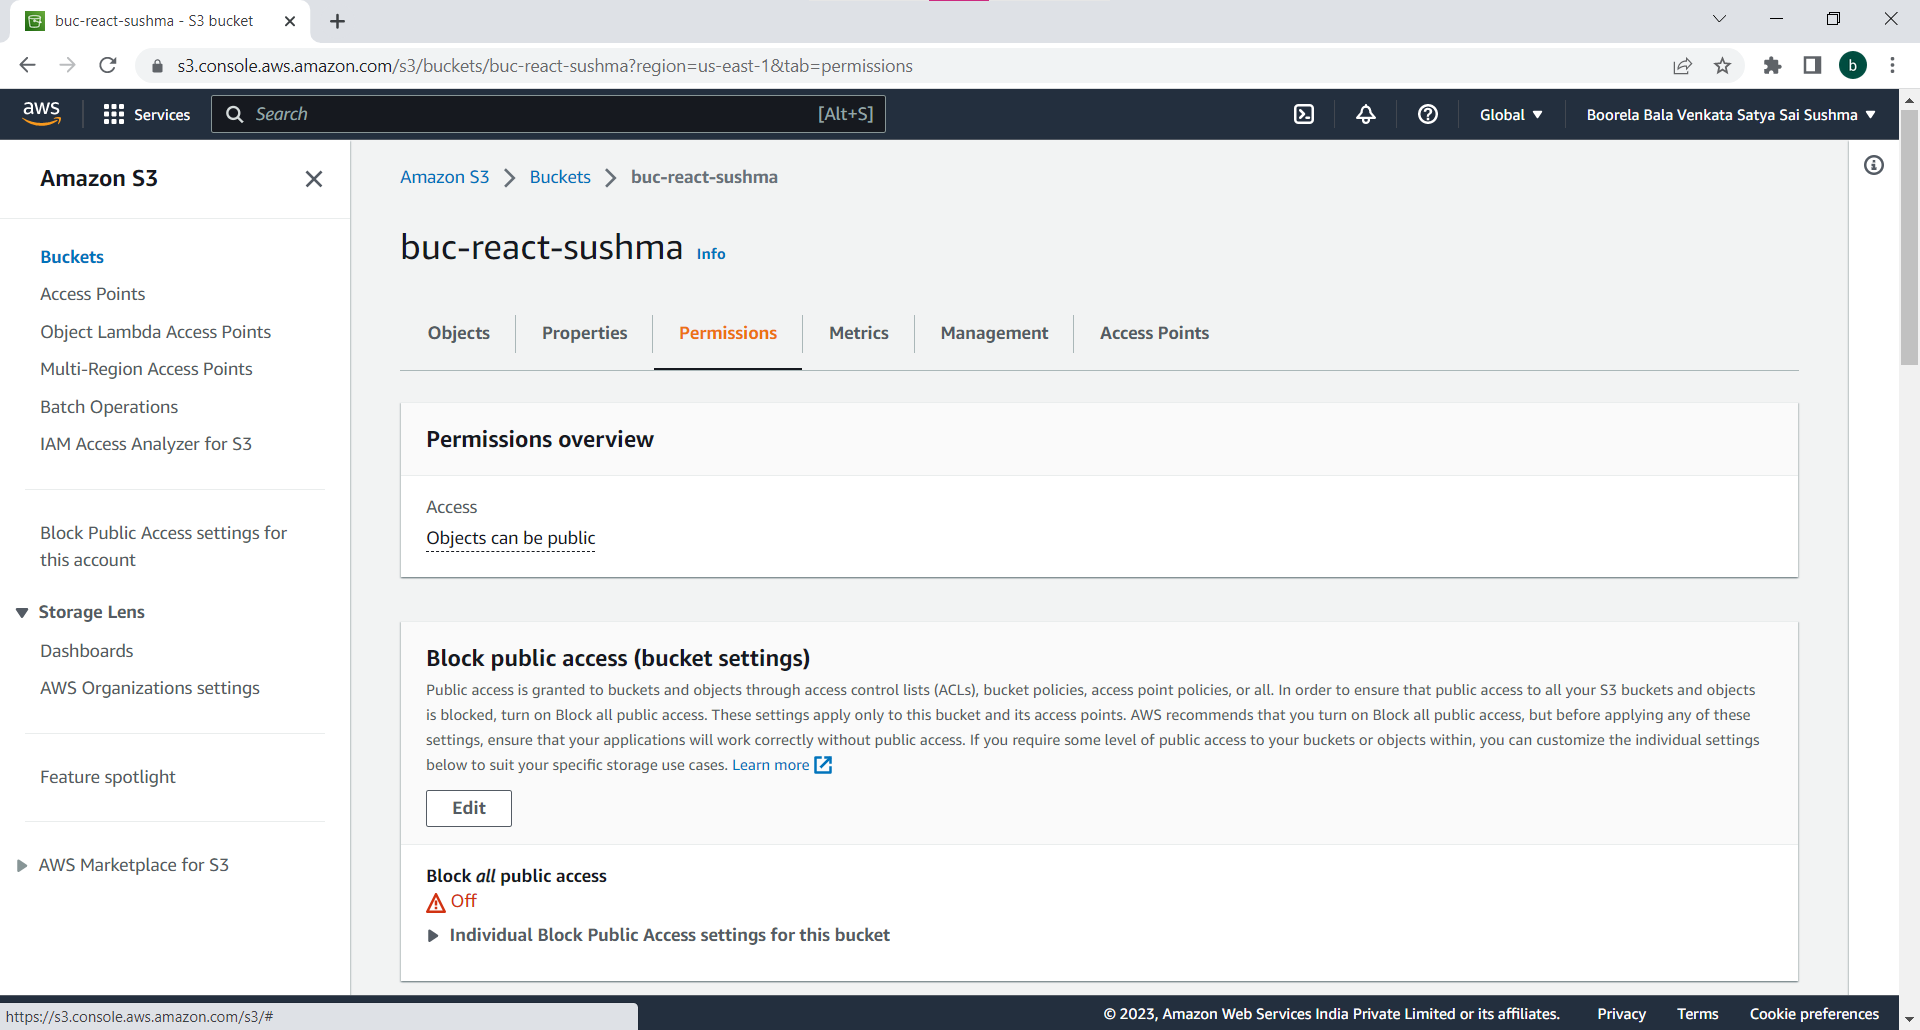 buc-react-sushma - S3 bucket
s3.console.aws.amazon.com/s3/buckets/buc-react-sushma?region=us-east-1&tab=permissions
b
aws
Services
Search
[Alt+S]
Global
Boorela Bala Venkata Satya Sai Sushma
Amazon S3
Buckets
Access Points
Object Lambda Access Points
Multi-Region Access Points
Batch Operations
IAM Access Analyzer for S3
Block Public Access settings for
this account
Storage Lens
Dashboards
AWS Organizations settings
Feature spotlight
AWS Marketplace for S3
Amazon S3 > Buckets > buc-react-sushma
buc-react-sushma Info
Objects
Properties
Permissions
Metrics
Management
Access Points
Permissions overview
Access
Objects can be public
Block public access (bucket settings)
Public access is granted to buckets and objects through access control lists (ACLs), bucket policies, access point policies, or all. In order to ensure that public access to all your S3 buckets and objects
is blocked, turn on Block all public access. These settings apply only to this bucket and its access points. AWS recommends that you turn on Block all public access, but before applying any of these
settings, ensure that your applications will work correctly without public access. If you require some level of public access to your buckets or objects within, you can customize the individual settings
below to suit your specific storage use cases. Learn more
Edit
Block all public access
Off
Individual Block Public Access settings for this bucket
https://s3.console.aws.amazon.com/s3/#
© 2023, Amazon Web Services India Private Limited or its affiliates.
Privacy
Terms
Cookie preferences